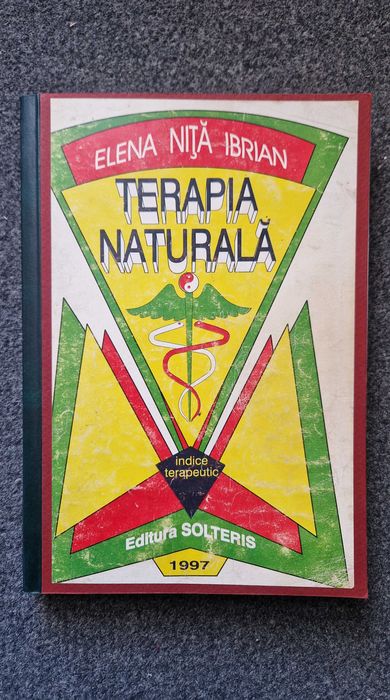 ELENA NIȚĂ IBRIAN
TERAPIA
NATURALĂ
indice
terapeutic
Editura SOLTERIS
1997